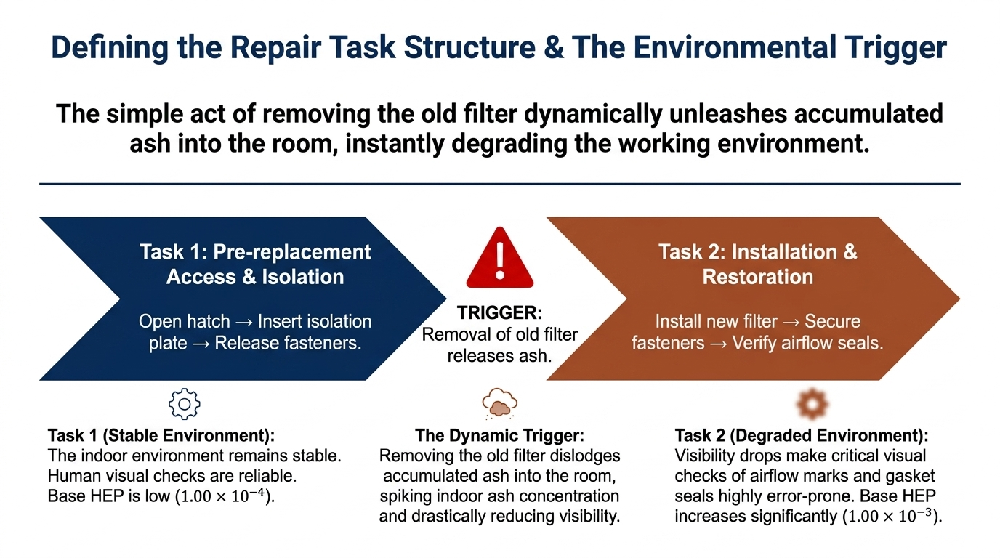 Defining the Repair Task Structure & The Environmental Trigger
The simple act of removing the old filter dynamically unleashes accumulated
ash into the room, instantly degrading the working environment.
Task 1: Pre-replacement
Access & Isolation
Open hatch → Insert isolation
plate → Release fasteners.
TRIGGER:
Removal of old filter
releases ash.
Task 2: Installation &
Restoration
Install new filter → Secure
fasteners → Verify airflow seals.
Task 1 (Stable Environment):
The indoor environment remains stable.
Human visual checks are reliable.
Base HEP is low (1.00 × 10⁻⁴).
The Dynamic Trigger:
Removing the old filter dislodges
accumulated ash into the room,
spiking indoor ash concentration
and drastically reducing visibility.
Task 2 (Degraded Environment):
Visibility drops make critical visual
checks of airflow marks and gasket
seals highly error-prone. Base HEP
increases significantly (1.00 × 10⁻³).